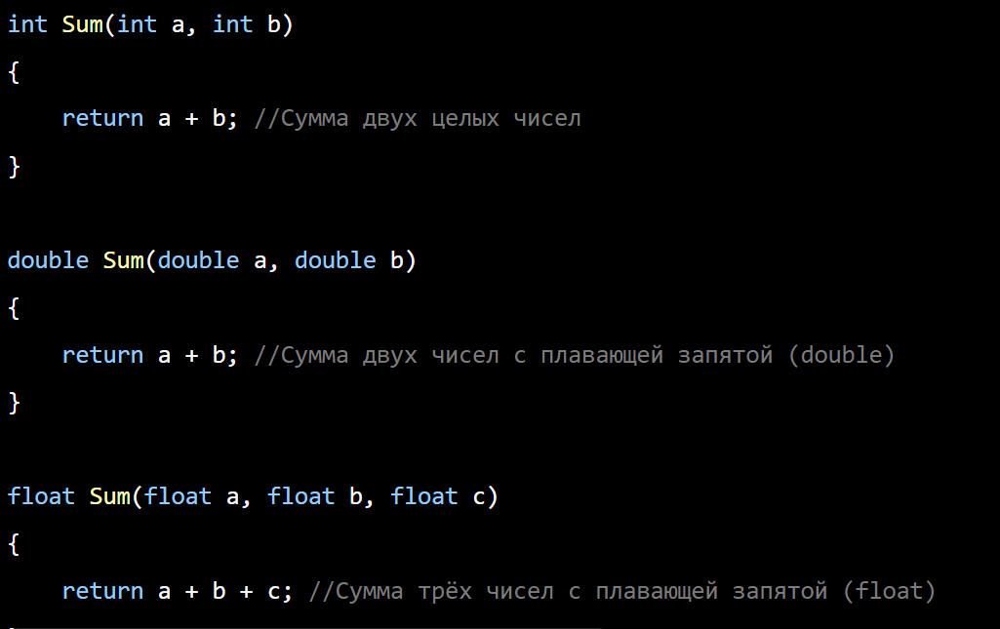 int Sum(int a, int b)
{
    return a + b; //Сумма двух целых чисел
}
double Sum(double a, double b)
{
    return a + b; //Сумма двух чисел с плавающей запятой (double)
}
float Sum(float a, float b, float c)
{
    return a + b + c; //Сумма трёх чисел с плавающей запятой (float)